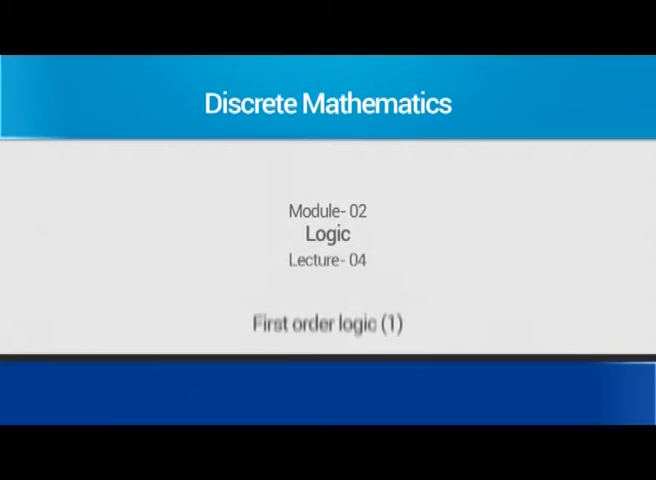 Discrete Mathematics
Module- 02
Logic
Lecture- 04
First order logic (1)